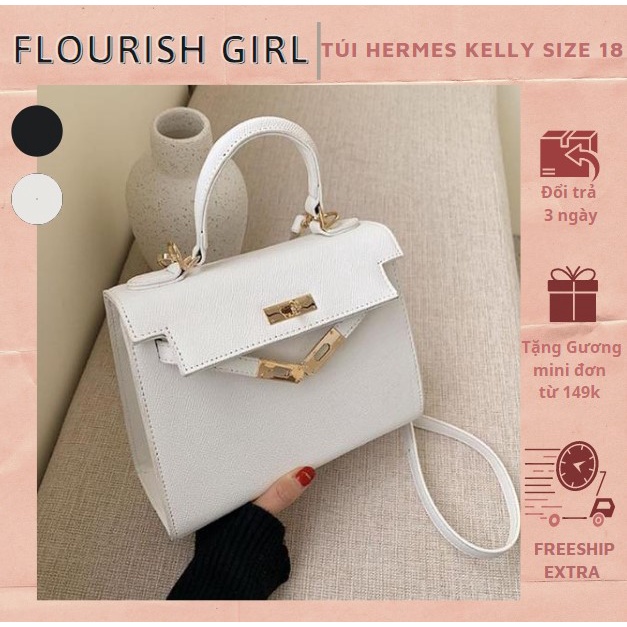 FLOURISH GIRL
TÚI HERMES KELLY SIZE 18
Đổi trả
3 ngày
Tặng Gương
mini đơn
từ 149k
FREESHIP
EXTRA